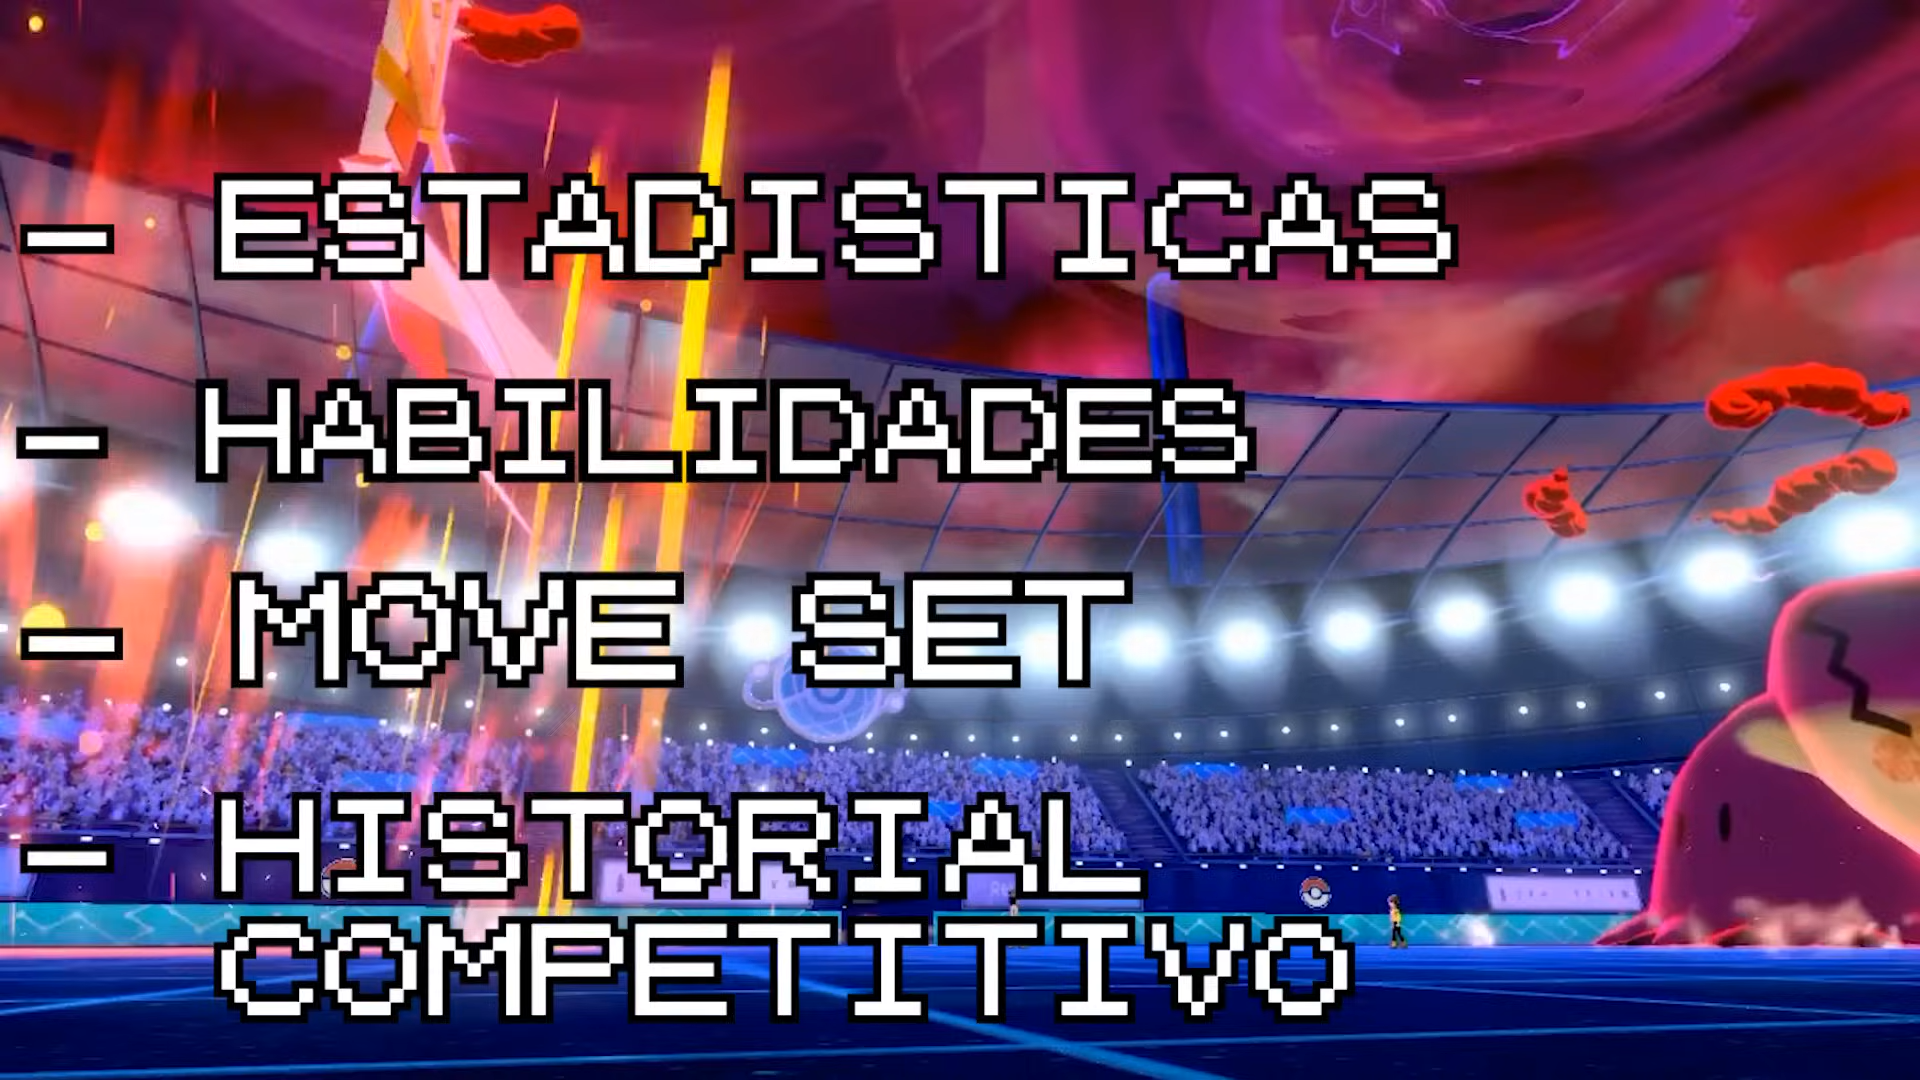 - ESTADISTICAS
- HABILIDADES
- MOVE SET
- HISTORIAL
COMPETITIVO